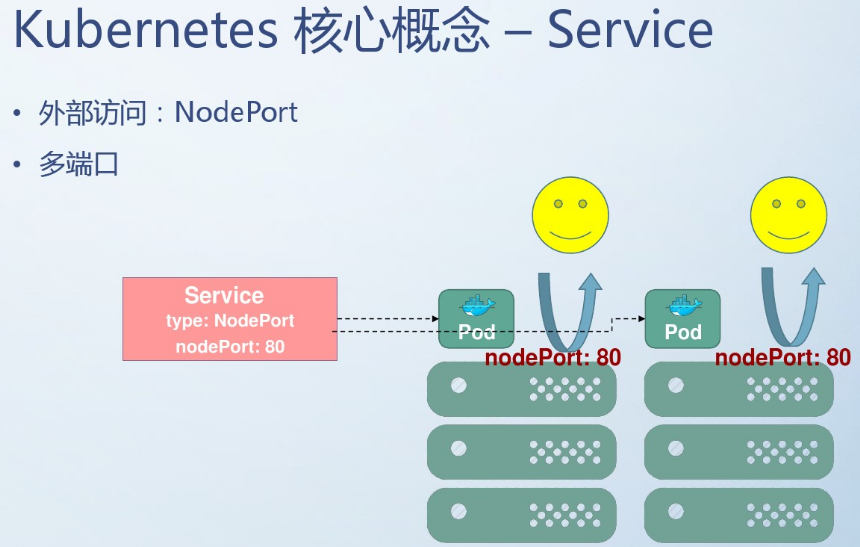 Kubernetes 核心概念 – Service
• 外部访问：NodePort
• 多端口
Service
type: NodePort
nodePort: 80
Pod
Pod
nodePort: 80
nodePort: 80